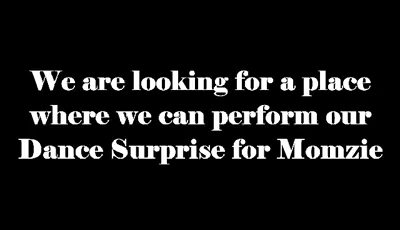 We are looking for a place
where we can perform our
Dance Surprise for Momzie